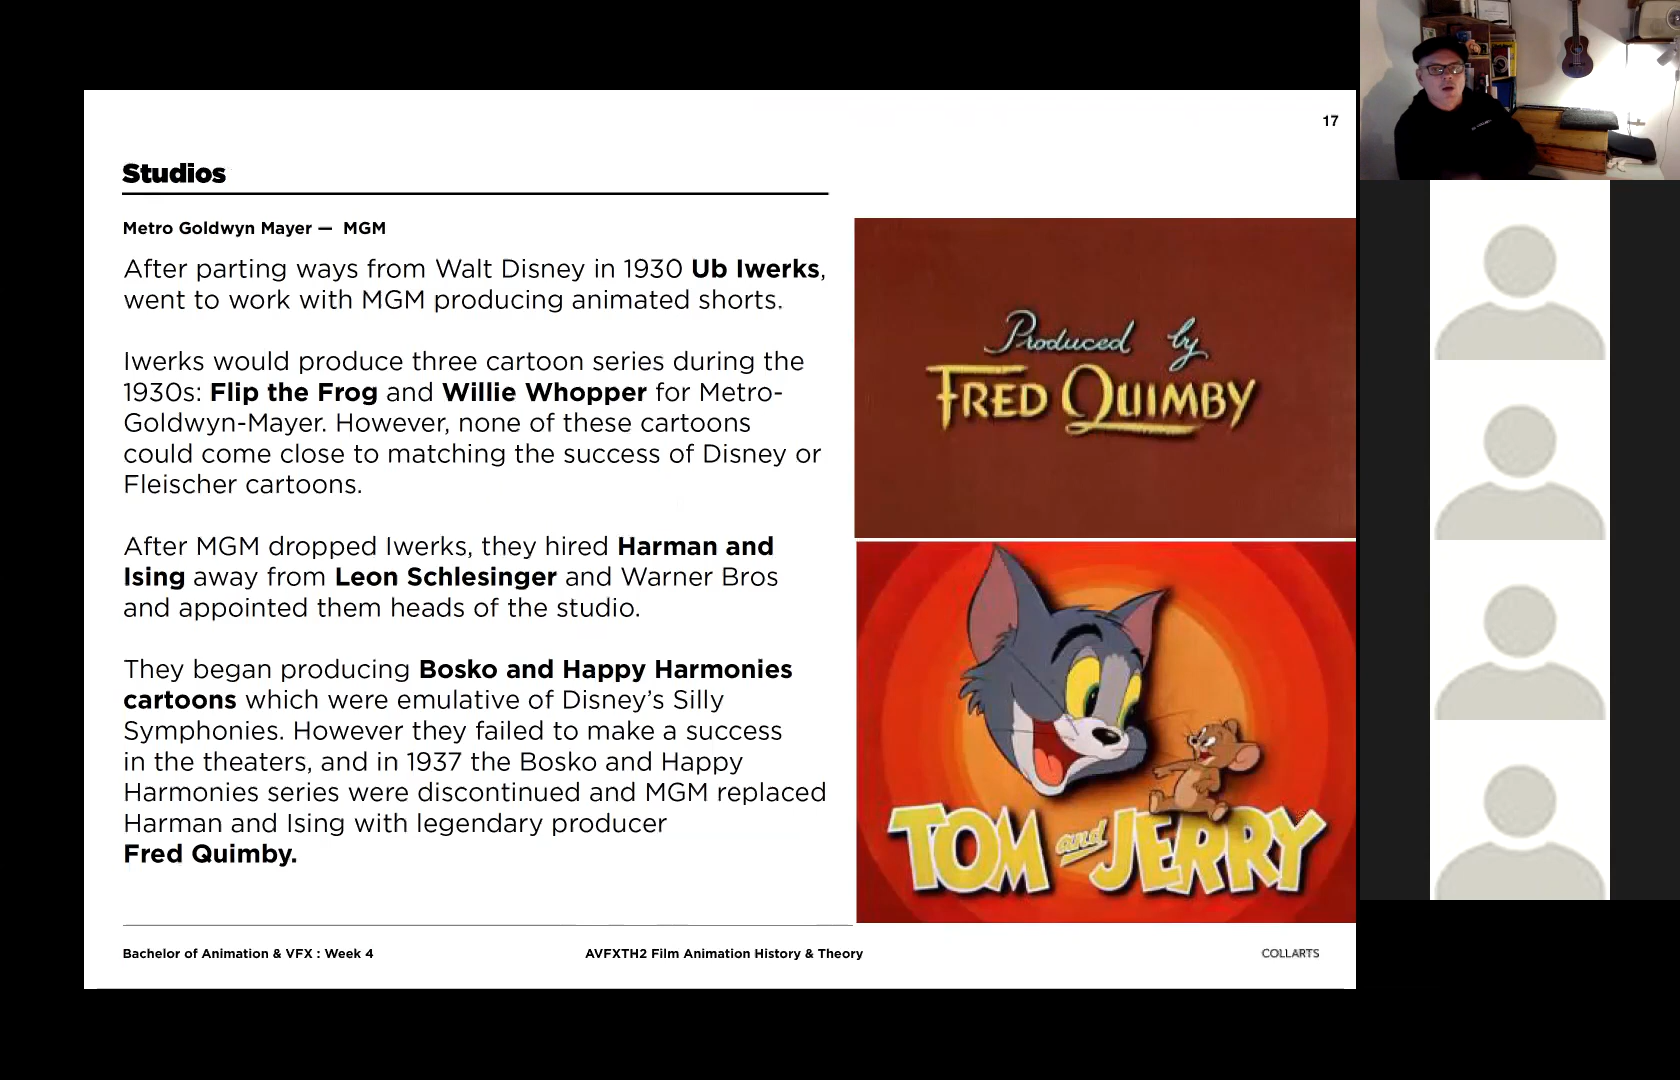 17
Studios
Metro Goldwyn Mayer — MGM
After parting ways from Walt Disney in 1930 Ub Iwerks,
went to work with MGM producing animated shorts.
Iwerks would produce three cartoon series during the
1930s: Flip the Frog and Willie Whopper for Metro-
Goldwyn-Mayer. However, none of these cartoons
could come close to matching the success of Disney or
Fleischer cartoons.
After MGM dropped Iwerks, they hired Harman and
Ising away from Leon Schlesinger and Warner Bros
and appointed them heads of the studio.
They began producing Bosko and Happy Harmonies
cartoons which were emulative of Disney’s Silly
Symphonies. However they failed to make a success
in the theaters, and in 1937 the Bosko and Happy
Harmonies series were discontinued and MGM replaced
Harman and Ising with legendary producer
Fred Quimby.
Produced by
FRED QUIMBY
TOM and JERRY
Bachelor of Animation & VFX : Week 4
AVFXTH2 Film Animation History & Theory
COLLARTS